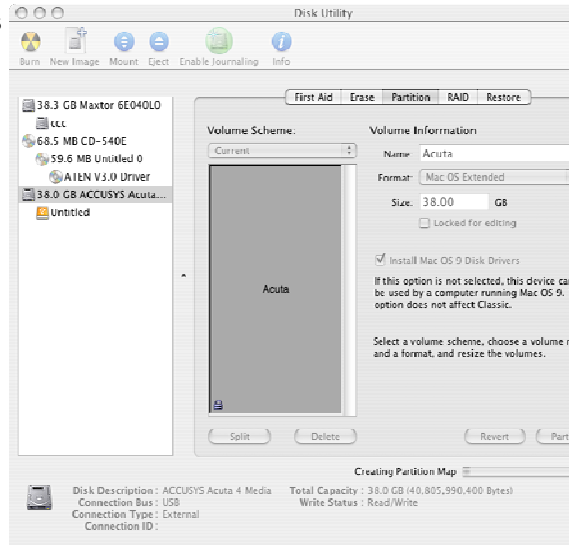 Disk Utility
Burn New Image Mount Eject Enable Journaling Info
First Aid Erase Partition RAID Restore
38.3 GB Maxtor 6E040L0
ccc
68.5 MB CD-540E
59.6 MB Untitled 0
ATEN V3.0 Driver
38.0 GB ACCUSYS Acuta....
Untitled
Volume Scheme:
Current
Acuta
Split Delete
Volume Information
Name: Acuta
Format: Mac OS Extended
Size: 38.00 GB
Locked for editing
Install Mac OS 9 Disk Drivers
If this option is not selected, this device can
be used by a computer running Mac OS 9.
option does not affect Classic.
Select a volume scheme, choose a volume
and a format, and resize the volumes.
Revert Part
Creating Partition Map
Disk Description : ACCUSYS Acuta 4 Media
Connection Bus : USB
Connection Type : External
Connection ID :
Total Capacity : 38.0 GB (40,805,990,400 Bytes)
Write Status : Read/Write